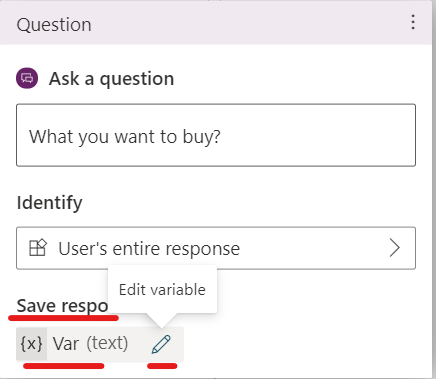 Question
Ask a question
What you want to buy?
Identify
User's entire response
Edit variable
Save respo
{x} Var (text)